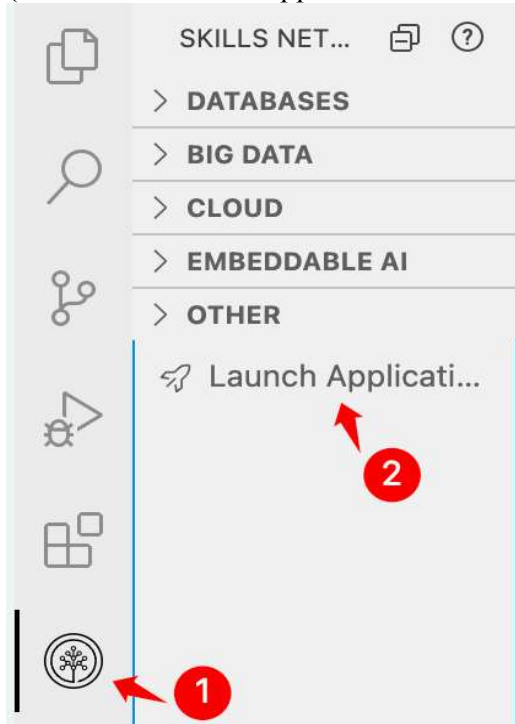 SKILLS NET...
DATABASES
BIG DATA
CLOUD
EMBEDDABLE AI
OTHER
Launch Applicati...
2
1